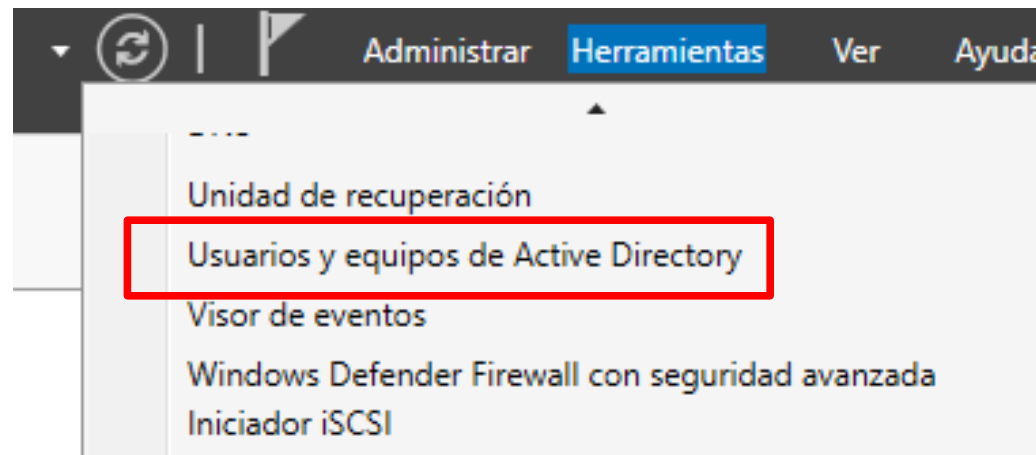 Administrar Herramientas Ver Ayuda
Unidad de recuperación
Usuarios y equipos de Active Directory
Visor de eventos
Windows Defender Firewall con seguridad avanzada
Iniciador iSCSI